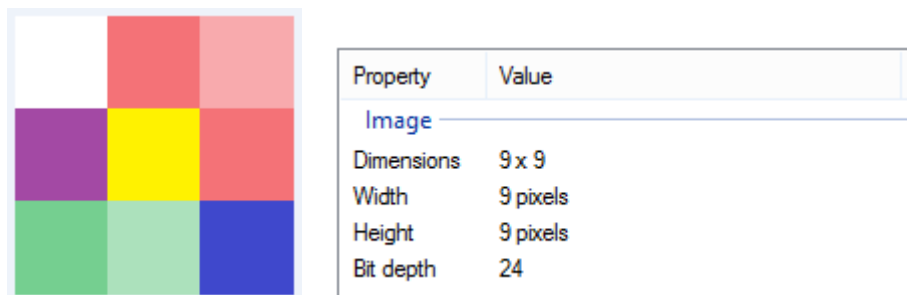 Property Value
Image
Dimensions 9 x 9
Width 9 pixels
Height 9 pixels
Bit depth 24